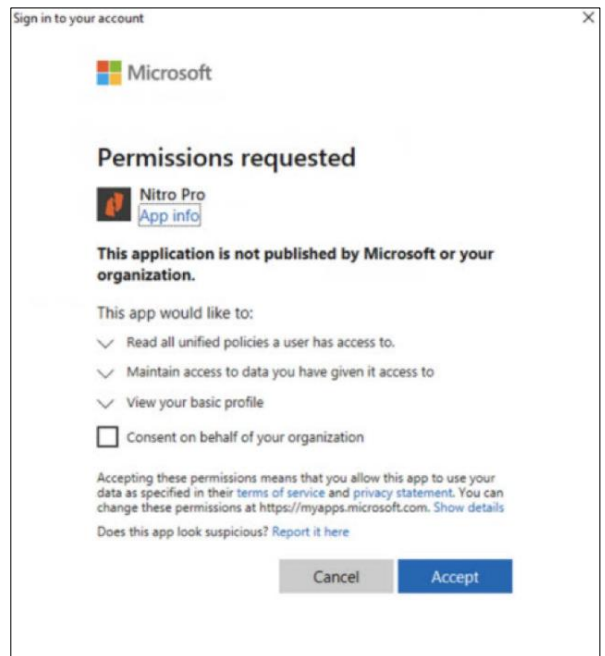 Sign in to your account
Microsoft
Permissions requested
Nitro Pro
App info
This application is not published by Microsoft or your
organization.
This app would like to:
Read all unified policies a user has access to.
Maintain access to data you have given it access to
View your basic profile
Consent on behalf of your organization
Accepting these permissions means that you allow this app to use your
data as specified in their terms of service and privacy statement. You can
change these permissions at https://myapps.microsoft.com. Show details
Does this app look suspicious? Report it here
Cancel
Accept